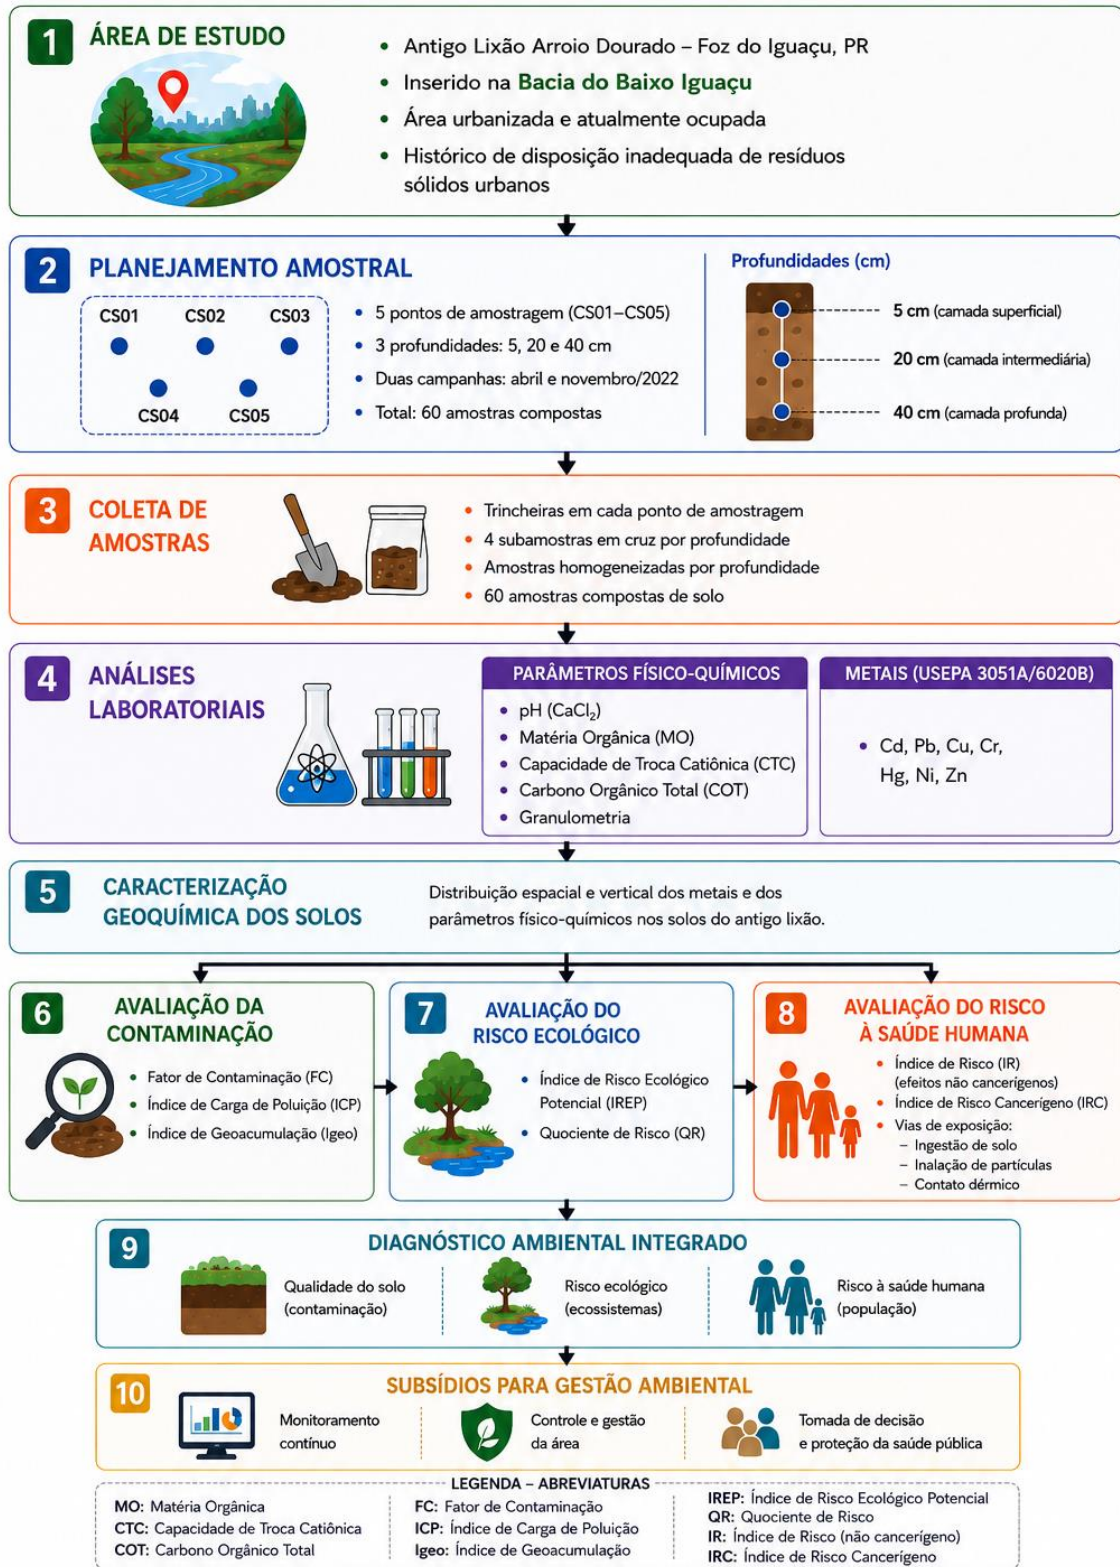 1
ÁREA DE ESTUDO
• Antigo Lixão Arroio Dourado – Foz do Iguaçu, PR
• Inserido na Bacia do Baixo Iguaçu
• Área urbanizada e atualmente ocupada
• Histórico de disposição inadequada de resíduos
sólidos urbanos
2
PLANEJAMENTO AMOSTRAL
CS01 CS02 CS03
CS04 CS05
• 5 pontos de amostragem (CS01–CS05)
• 3 profundidades: 5, 20 e 40 cm
• Duas campanhas: abril e novembro/2022
• Total: 60 amostras compostas
Profundidades (cm)
5 cm (camada superficial)
20 cm (camada intermediária)
40 cm (camada profunda)
3
COLETA DE
AMOSTRAS
• Trincheiras em cada ponto de amostragem
• 4 subamostras em cruz por profundidade
• Amostras homogeneizadas por profundidade
• 60 amostras compostas de solo
4
ANÁLISES
LABORATORIAIS
PARÂMETROS FÍSICO-QUÍMICOS
• pH (CaCl₂)
• Matéria Orgânica (MO)
• Capacidade de Troca Catiônica (CTC)
• Carbono Orgânico Total (COT)
• Granulometria
METAIS (USEPA 3051A/6020B)
• Cd, Pb, Cu, Cr,
Hg, Ni, Zn
5
CARACTERIZAÇÃO
GEOQUÍMICA DOS SOLOS
Distribuição espacial e vertical dos metais e dos
parâmetros físico-químicos nos solos do antigo lixão.
6
AVALIAÇÃO DA
CONTAMINAÇÃO
• Fator de Contaminação (FC)
• Índice de Carga de Poluição (ICP)
• Índice de Geoacumulação (Igeo)
7
AVALIAÇÃO DO
RISCO ECOLÓGICO
• Índice de Risco Ecológico
Potencial (IREP)
• Quociente de Risco (QR)
8
AVALIAÇÃO DO RISCO
À SAÚDE HUMANA
• Índice de Risco (IR)
(efeitos não cancerígenos)
• Índice de Risco Cancerígeno (IRC)
• Vias de exposição:
– Ingestão de solo
– Inalação de partículas
– Contato dérmico
9
DIAGNÓSTICO AMBIENTAL INTEGRADO
Qualidade do solo
(contaminação)
Risco ecológico
(ecossistemas)
Risco à saúde humana
(população)
10
SUBSÍDIOS PARA GESTÃO AMBIENTAL
Monitoramento
contínuo
Controle e gestão
da área
Tomada de decisão
e proteção da saúde pública
LEGENDA – ABREVIATURAS
MO: Matéria Orgânica
CTC: Capacidade de Troca Catiônica
COT: Carbono Orgânico Total
FC: Fator de Contaminação
ICP: Índice de Carga de Poluição
Igeo: Índice de Geoacumulação
IREP: Índice de Risco Ecológico Potencial
QR: Quociente de Risco
IR: Índice de Risco (não cancerígeno)
IRC: Índice de Risco Cancerígeno